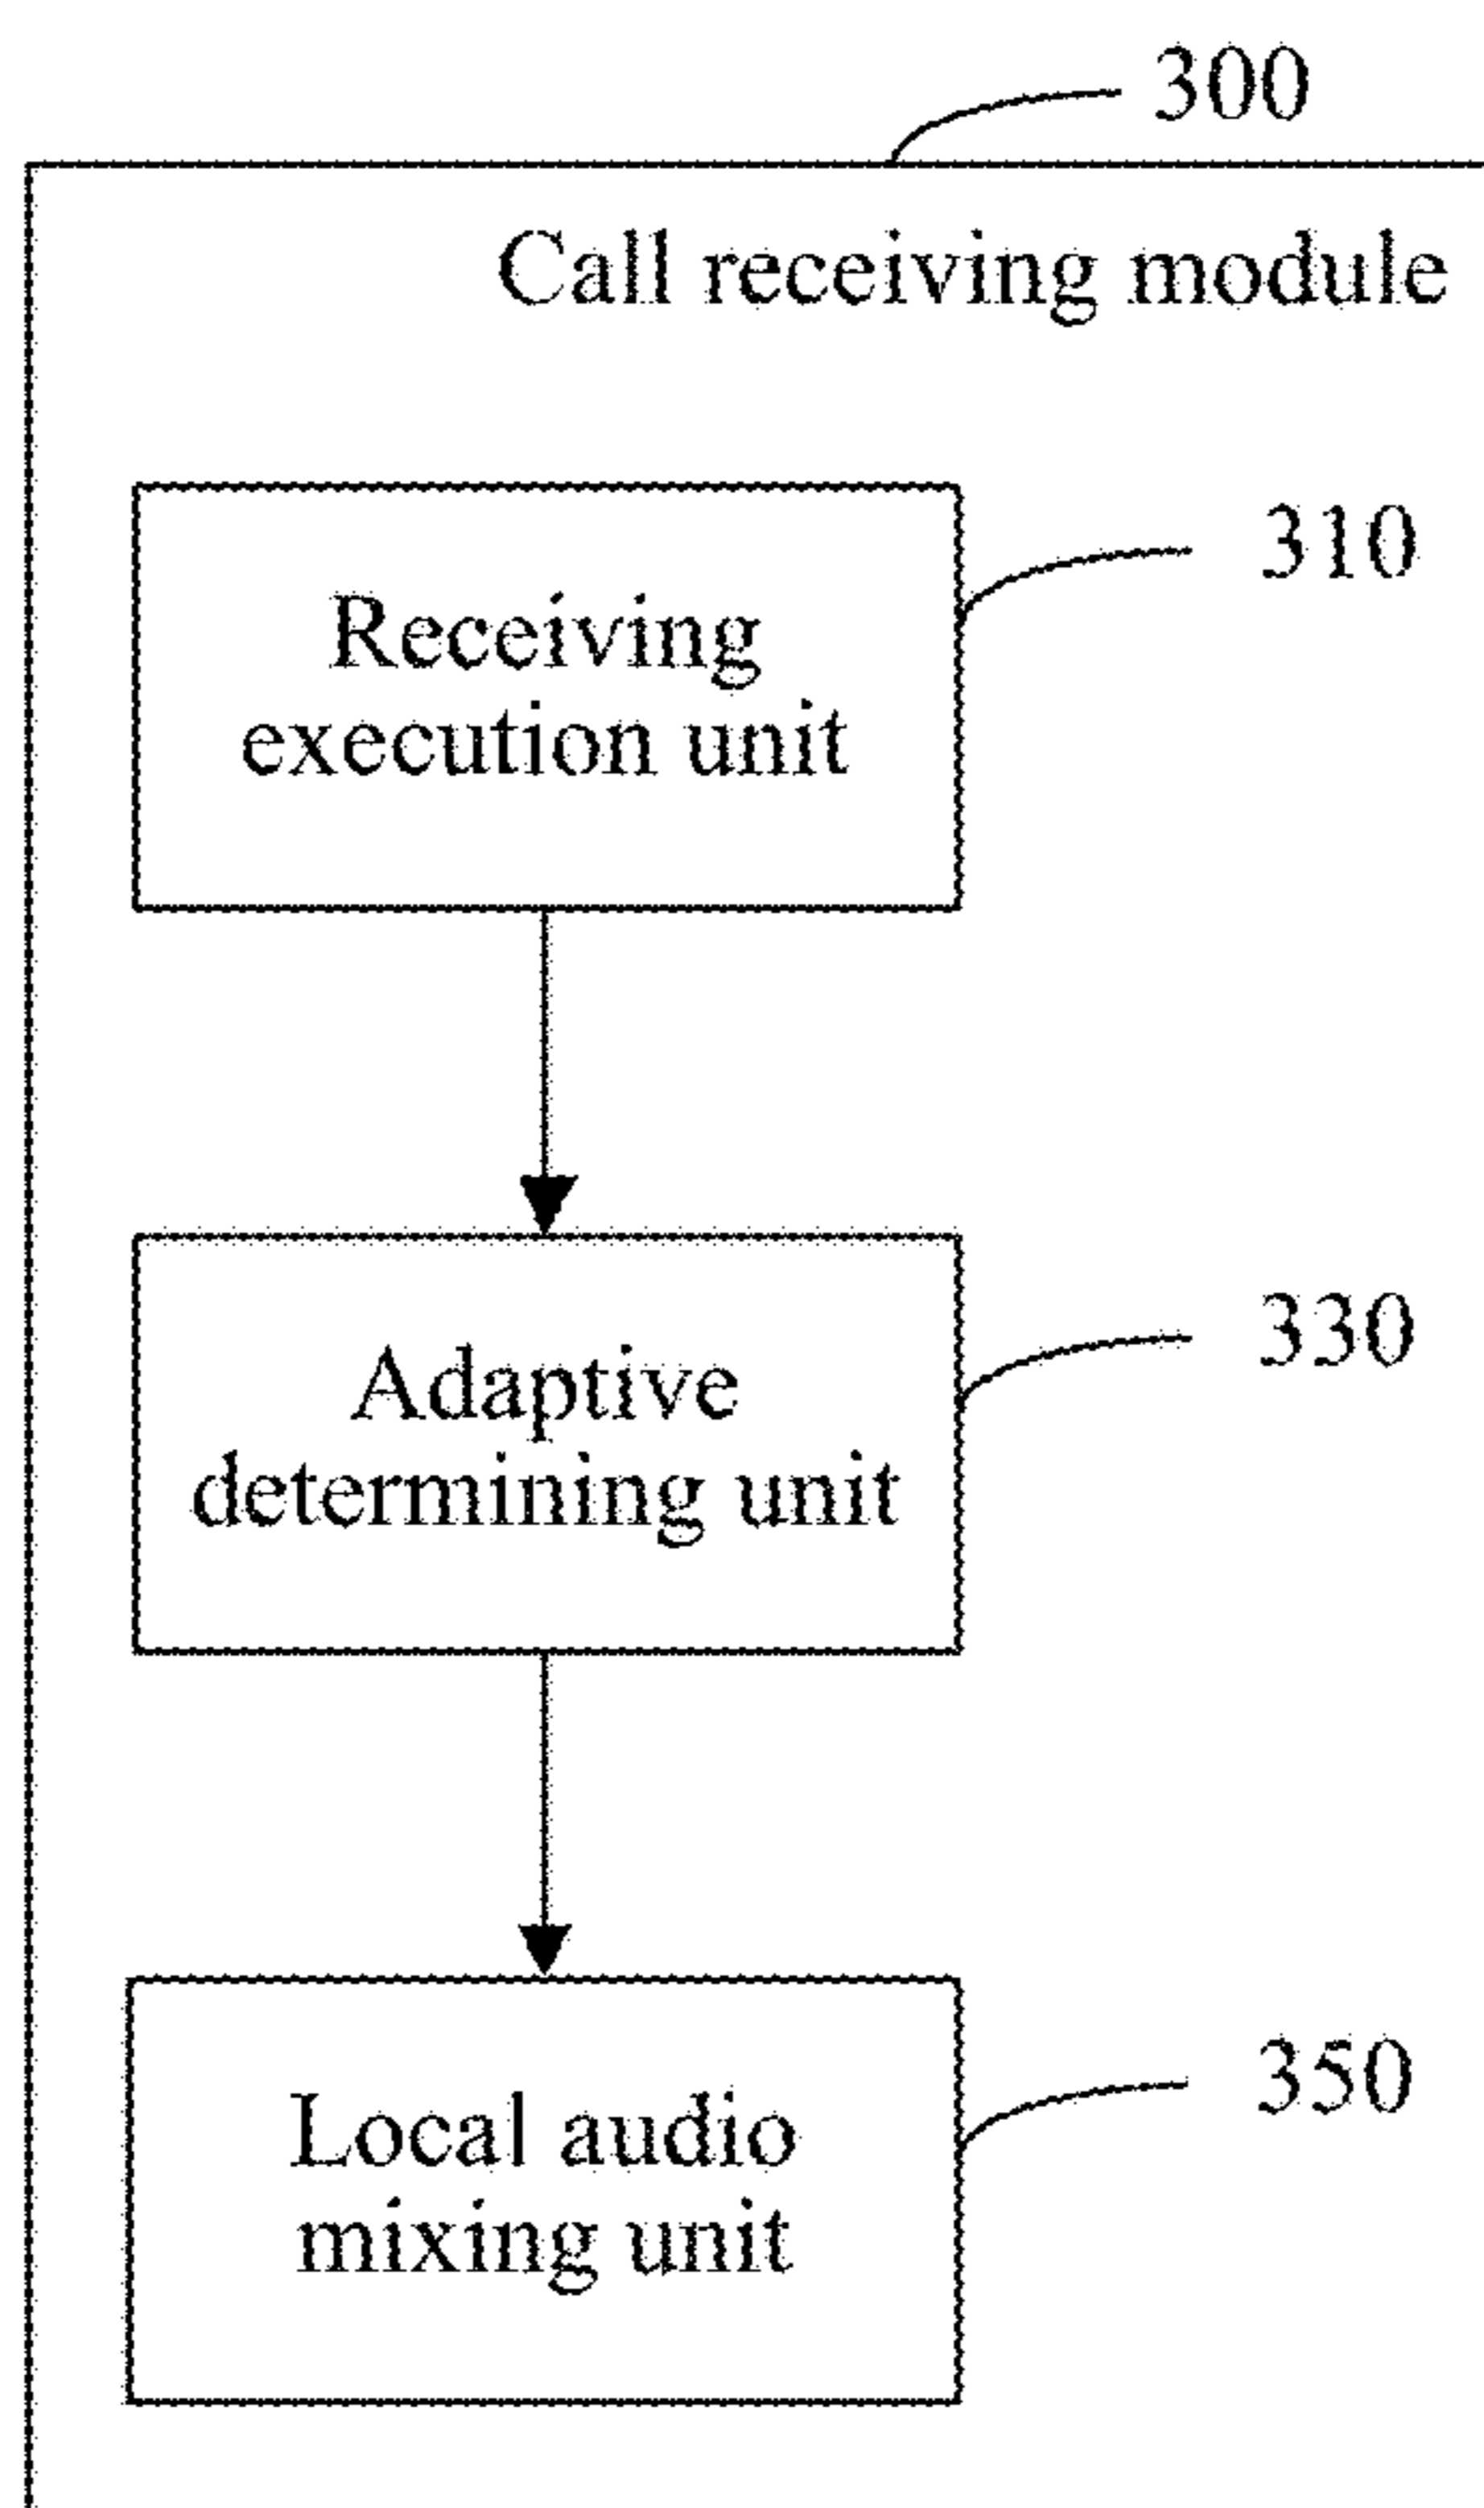 300
Call receiving module
310
Receiving
execution unit
330
Adaptive
determining unit
350
Local audio
mixing unit